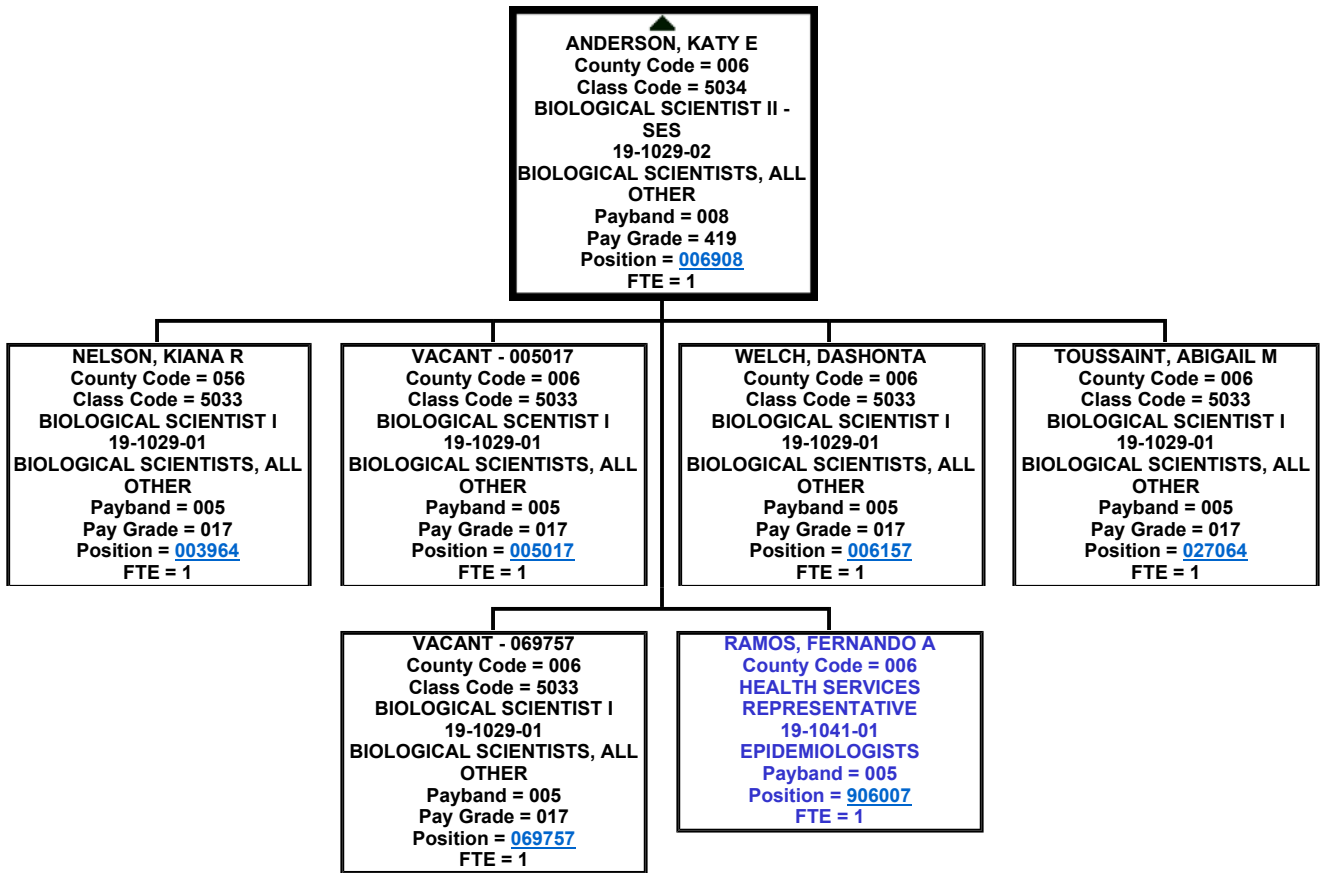 ANDERSON, KATY E
County Code = 006
Class Code = 5034
BIOLOGICAL SCIENTIST II -
SES
19-1029-02
BIOLOGICAL SCIENTISTS, ALL
OTHER
Payband = 008
Pay Grade = 419
Position = 006908
FTE = 1
NELSON, KIANA R
County Code = 056
Class Code = 5033
BIOLOGICAL SCIENTIST I
19-1029-01
BIOLOGICAL SCIENTISTS, ALL
OTHER
Payband = 005
Pay Grade = 017
Position = 003964
FTE = 1
VACANT - 005017
County Code = 006
Class Code = 5033
BIOLOGICAL SCENTIST I
19-1029-01
BIOLOGICAL SCIENTISTS, ALL
OTHER
Payband = 005
Pay Grade = 017
Position = 005017
FTE = 1
WELCH, DASHONTA
County Code = 006
Class Code = 5033
BIOLOGICAL SCIENTIST I
19-1029-01
BIOLOGICAL SCIENTISTS, ALL
OTHER
Payband = 005
Pay Grade = 017
Position = 006157
FTE = 1
TOUSSAINT, ABIGAIL M
County Code = 006
Class Code = 5033
BIOLOGICAL SCIENTIST I
19-1029-01
BIOLOGICAL SCIENTISTS, ALL
OTHER
Payband = 005
Pay Grade = 017
Position = 027064
FTE = 1
VACANT - 069757
County Code = 006
Class Code = 5033
BIOLOGICAL SCIENTIST I
19-1029-01
BIOLOGICAL SCIENTISTS, ALL
OTHER
Payband = 005
Pay Grade = 017
Position = 069757
FTE = 1
RAMOS, FERNANDO A
County Code = 006
HEALTH SERVICES
REPRESENTATIVE
19-1041-01
EPIDEMIOLOGISTS
Payband = 005
Position = 906007
FTE = 1